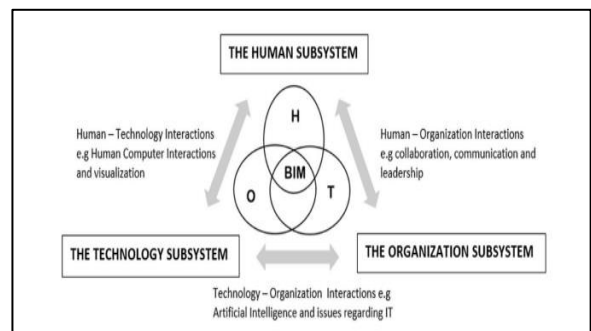 THE HUMAN SUBSYSTEM
H
Human – Technology Interactions
e.g Human Computer Interactions
and visualization
Human – Organization Interactions
e.g collaboration, communication and
leadership
BIM
O
T
THE TECHNOLOGY SUBSYSTEM
THE ORGANIZATION SUBSYSTEM
Technology – Organization Interactions e.g
Artificial Intelligence and issues regarding IT